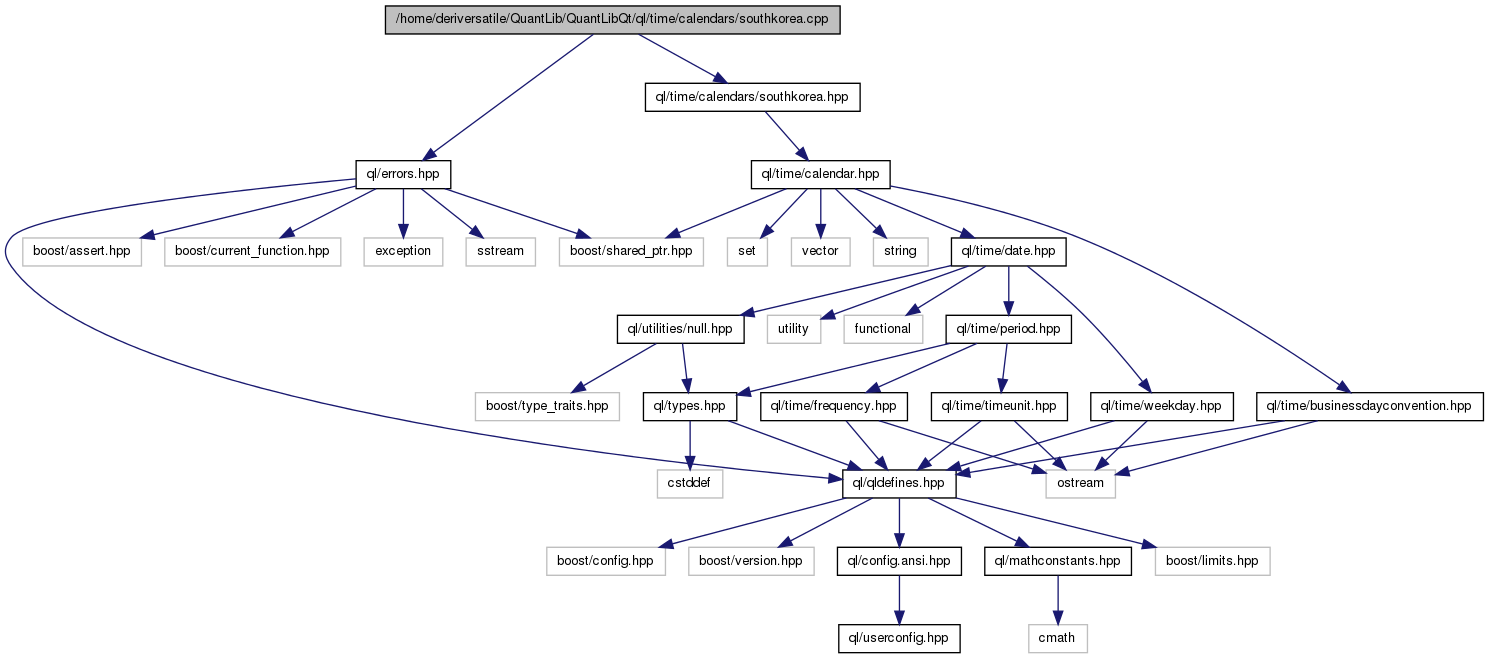 /home/deriversatile/QuantLib/QuantLibQt/ql/time/calendars/southkorea.cpp
ql/time/calendars/southkorea.hpp
ql/errors.hpp
ql/time/calendar.hpp
boost/assert.hpp
boost/current_function.hpp
exception
sstream
boost/shared_ptr.hpp
set
vector
string
ql/time/date.hpp
ql/utilities/null.hpp
utility
functional
ql/time/period.hpp
boost/type_traits.hpp
ql/types.hpp
ql/time/frequency.hpp
ql/time/timeunit.hpp
ql/time/weekday.hpp
ql/time/businessdayconvention.hpp
cstddef
ql/qldefines.hpp
ostream
boost/config.hpp
boost/version.hpp
ql/config.ansi.hpp
ql/mathconstants.hpp
boost/limits.hpp
ql/userconfig.hpp
cmath